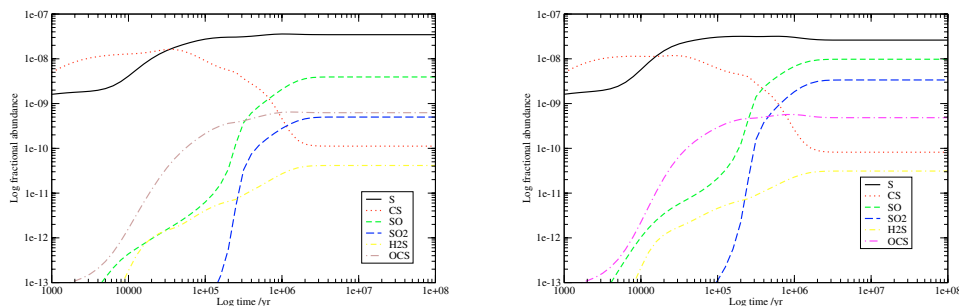 1e-07
1e-08
1e-09
1e-10
1e-11
1e-12
1e-13
Log fractional abundance
1000 10000 1e+05 1e+06 1e+07 1e+08
Log time /yr
S
CS
SO
SO2
H2S
OCS
1e-07
1e-08
1e-09
1e-10
1e-11
1e-12
1e-13
Log fractional abundance
1000 10000 1e+05 1e+06 1e+07 1e+08
Log time /yr
S
CS
SO
SO2
H2S
OCS